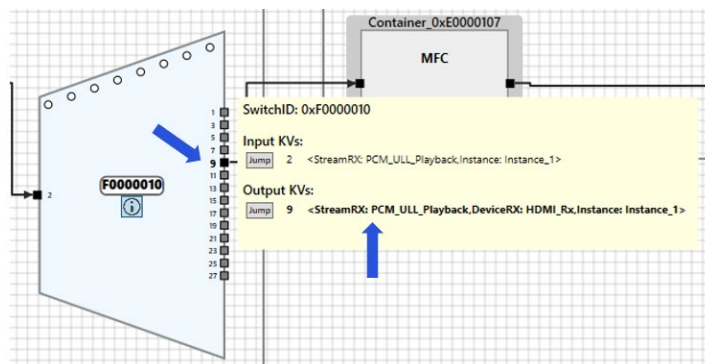 Container_0xE0000107
MFC
SwitchID: 0xF0000010
Input KVs:
Jump 2 <StreamRX: PCM_ULL_Playback,Instance: Instance_1>
Output KVs:
Jump 9 <StreamRX: PCM_ULL_Playback,DeviceRX: HDMI_Rx,Instance: Instance_1>
F0000010
2
1
3
5
7
9
11
13
15
17
19
21
23
25
27